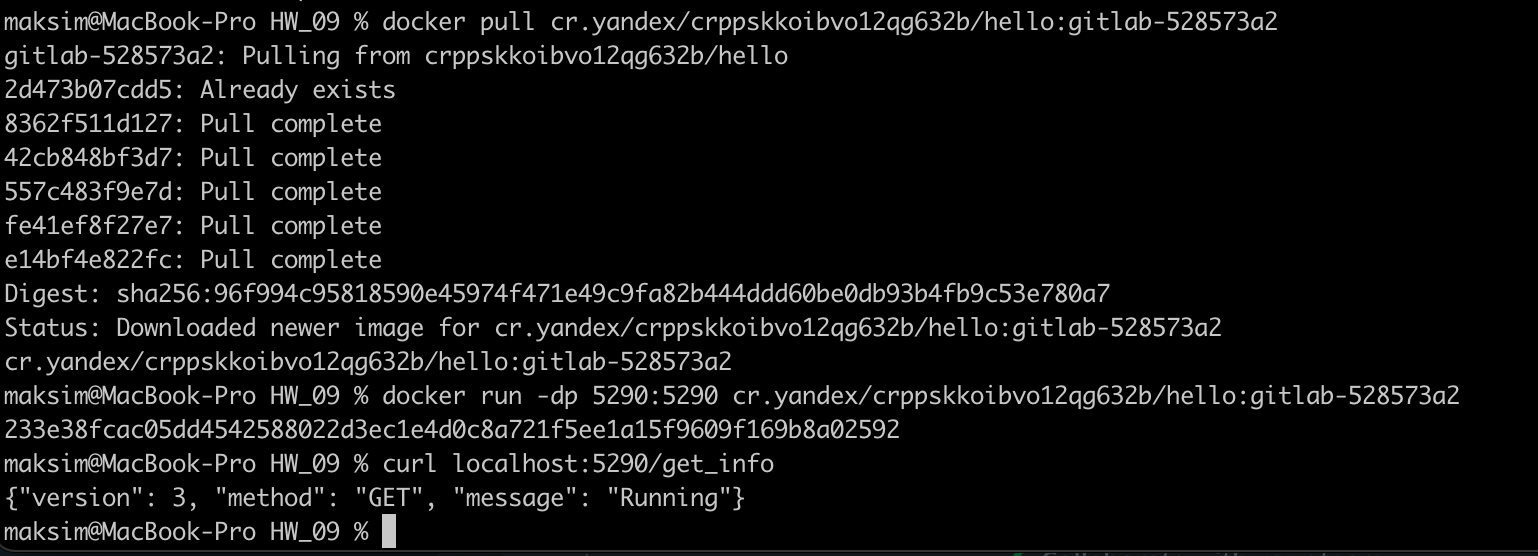 maksim@MacBook-Pro HW_09 % docker pull cr.yandex/crppskkoibvo12qg632b/hello:gitlab-528573a2
gitlab-528573a2: Pulling from crppskkoibvo12qg632b/hello
2d473b07cdd5: Already exists
8362f511d127: Pull complete
42cb848bf3d7: Pull complete
557c483f9e7d: Pull complete
fe41ef8f27e7: Pull complete
e14bf4e822fc: Pull complete
Digest: sha256:96f994c95818590e45974f471e49c9fa82b444ddd60be0db93b4fb9c53e780a7
Status: Downloaded newer image for cr.yandex/crppskkoibvo12qg632b/hello:gitlab-528573a2
cr.yandex/crppskkoibvo12qg632b/hello:gitlab-528573a2
maksim@MacBook-Pro HW_09 % docker run -dp 5290:5290 cr.yandex/crppskkoibvo12qg632b/hello:gitlab-528573a2
233e38fcac05dd4542588022d3ec1e4d0c8a721f5ee1a15f9609f169b8a02592
maksim@MacBook-Pro HW_09 % curl localhost:5290/get_info
{"version": 3, "method": "GET", "message": "Running"}
maksim@MacBook-Pro HW_09 %